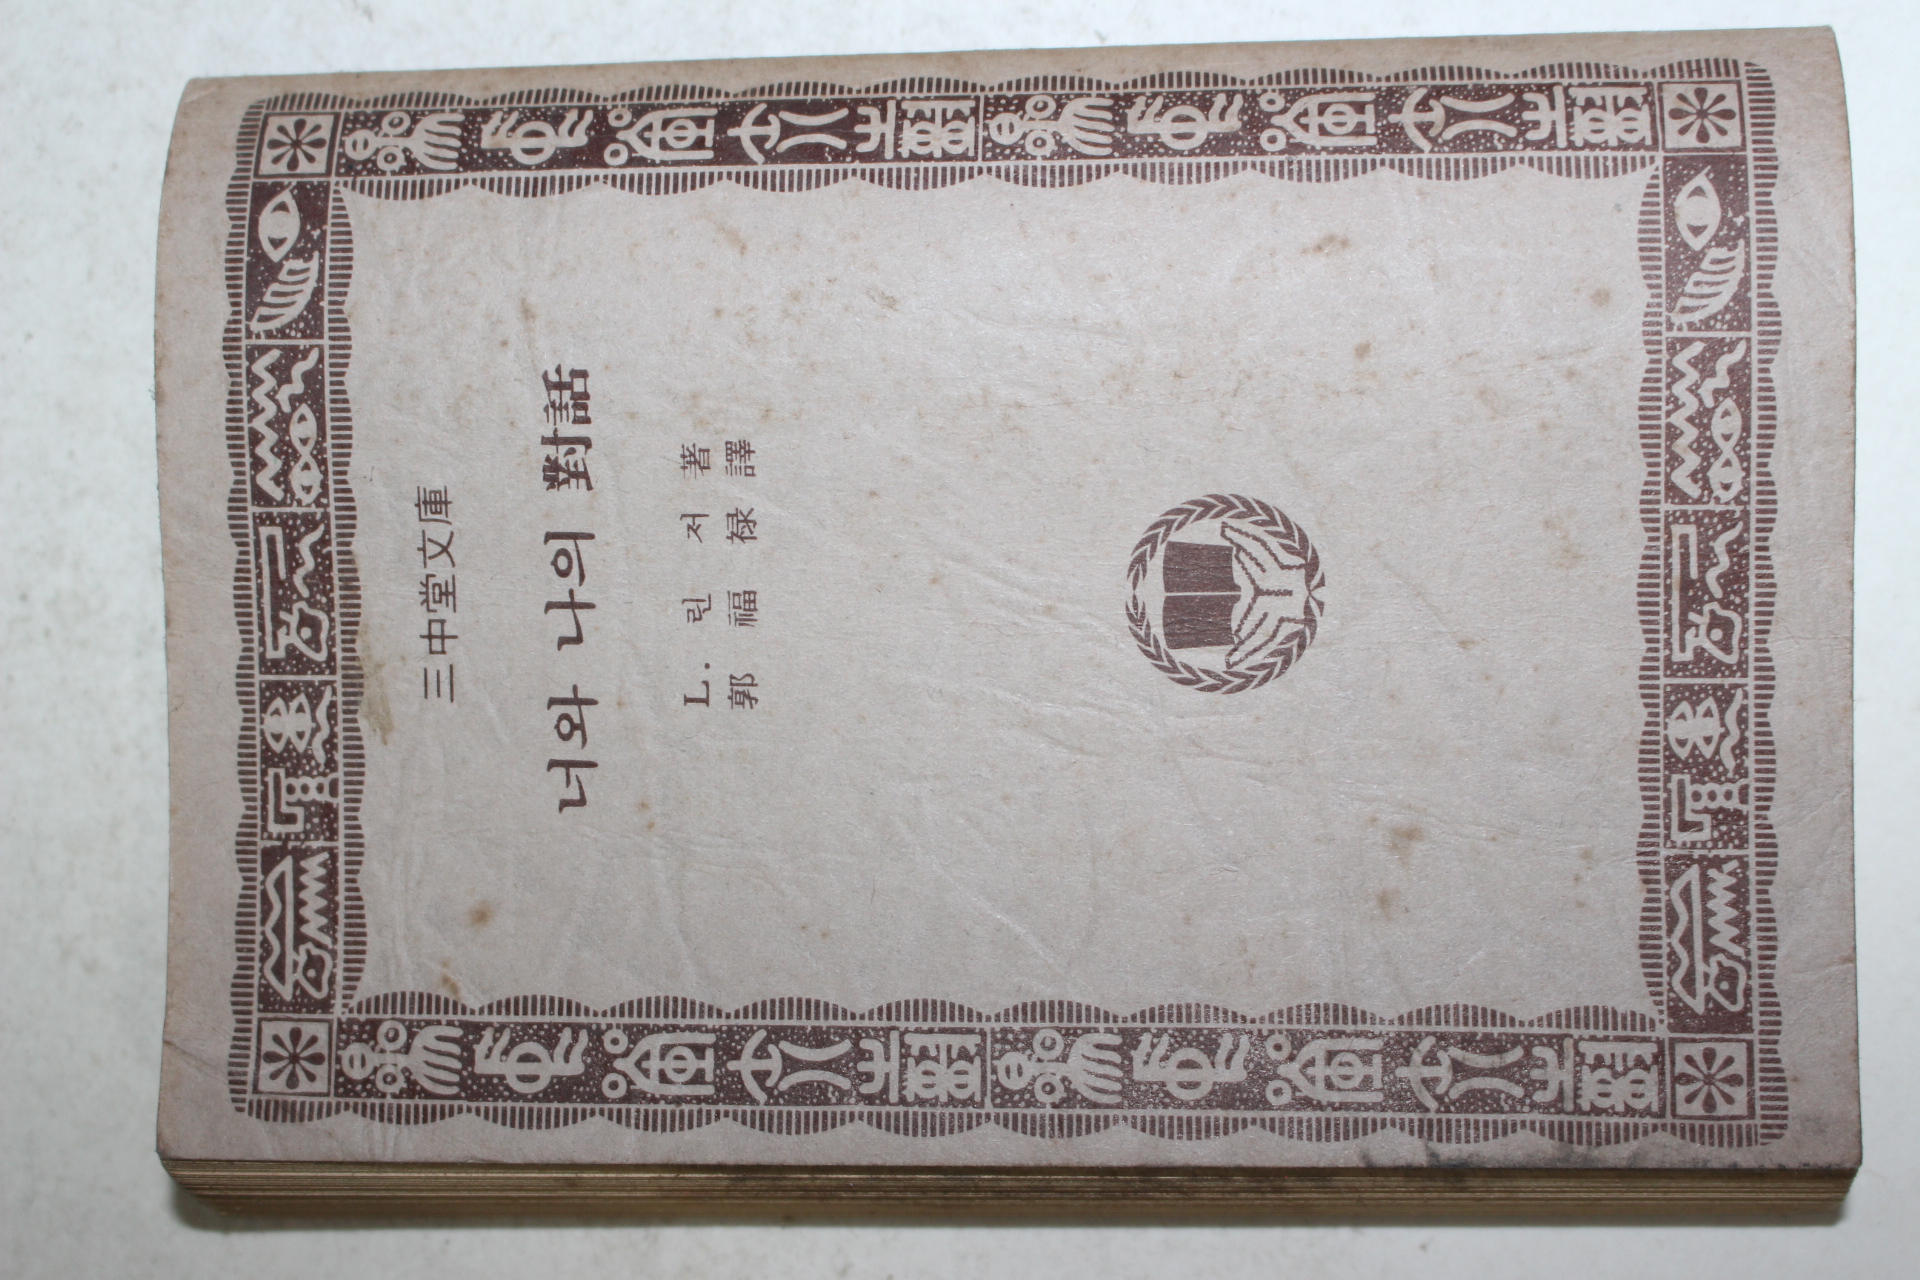 三中堂文庫
너와 나의 對話
L. 린저 著
郭福祿 譯